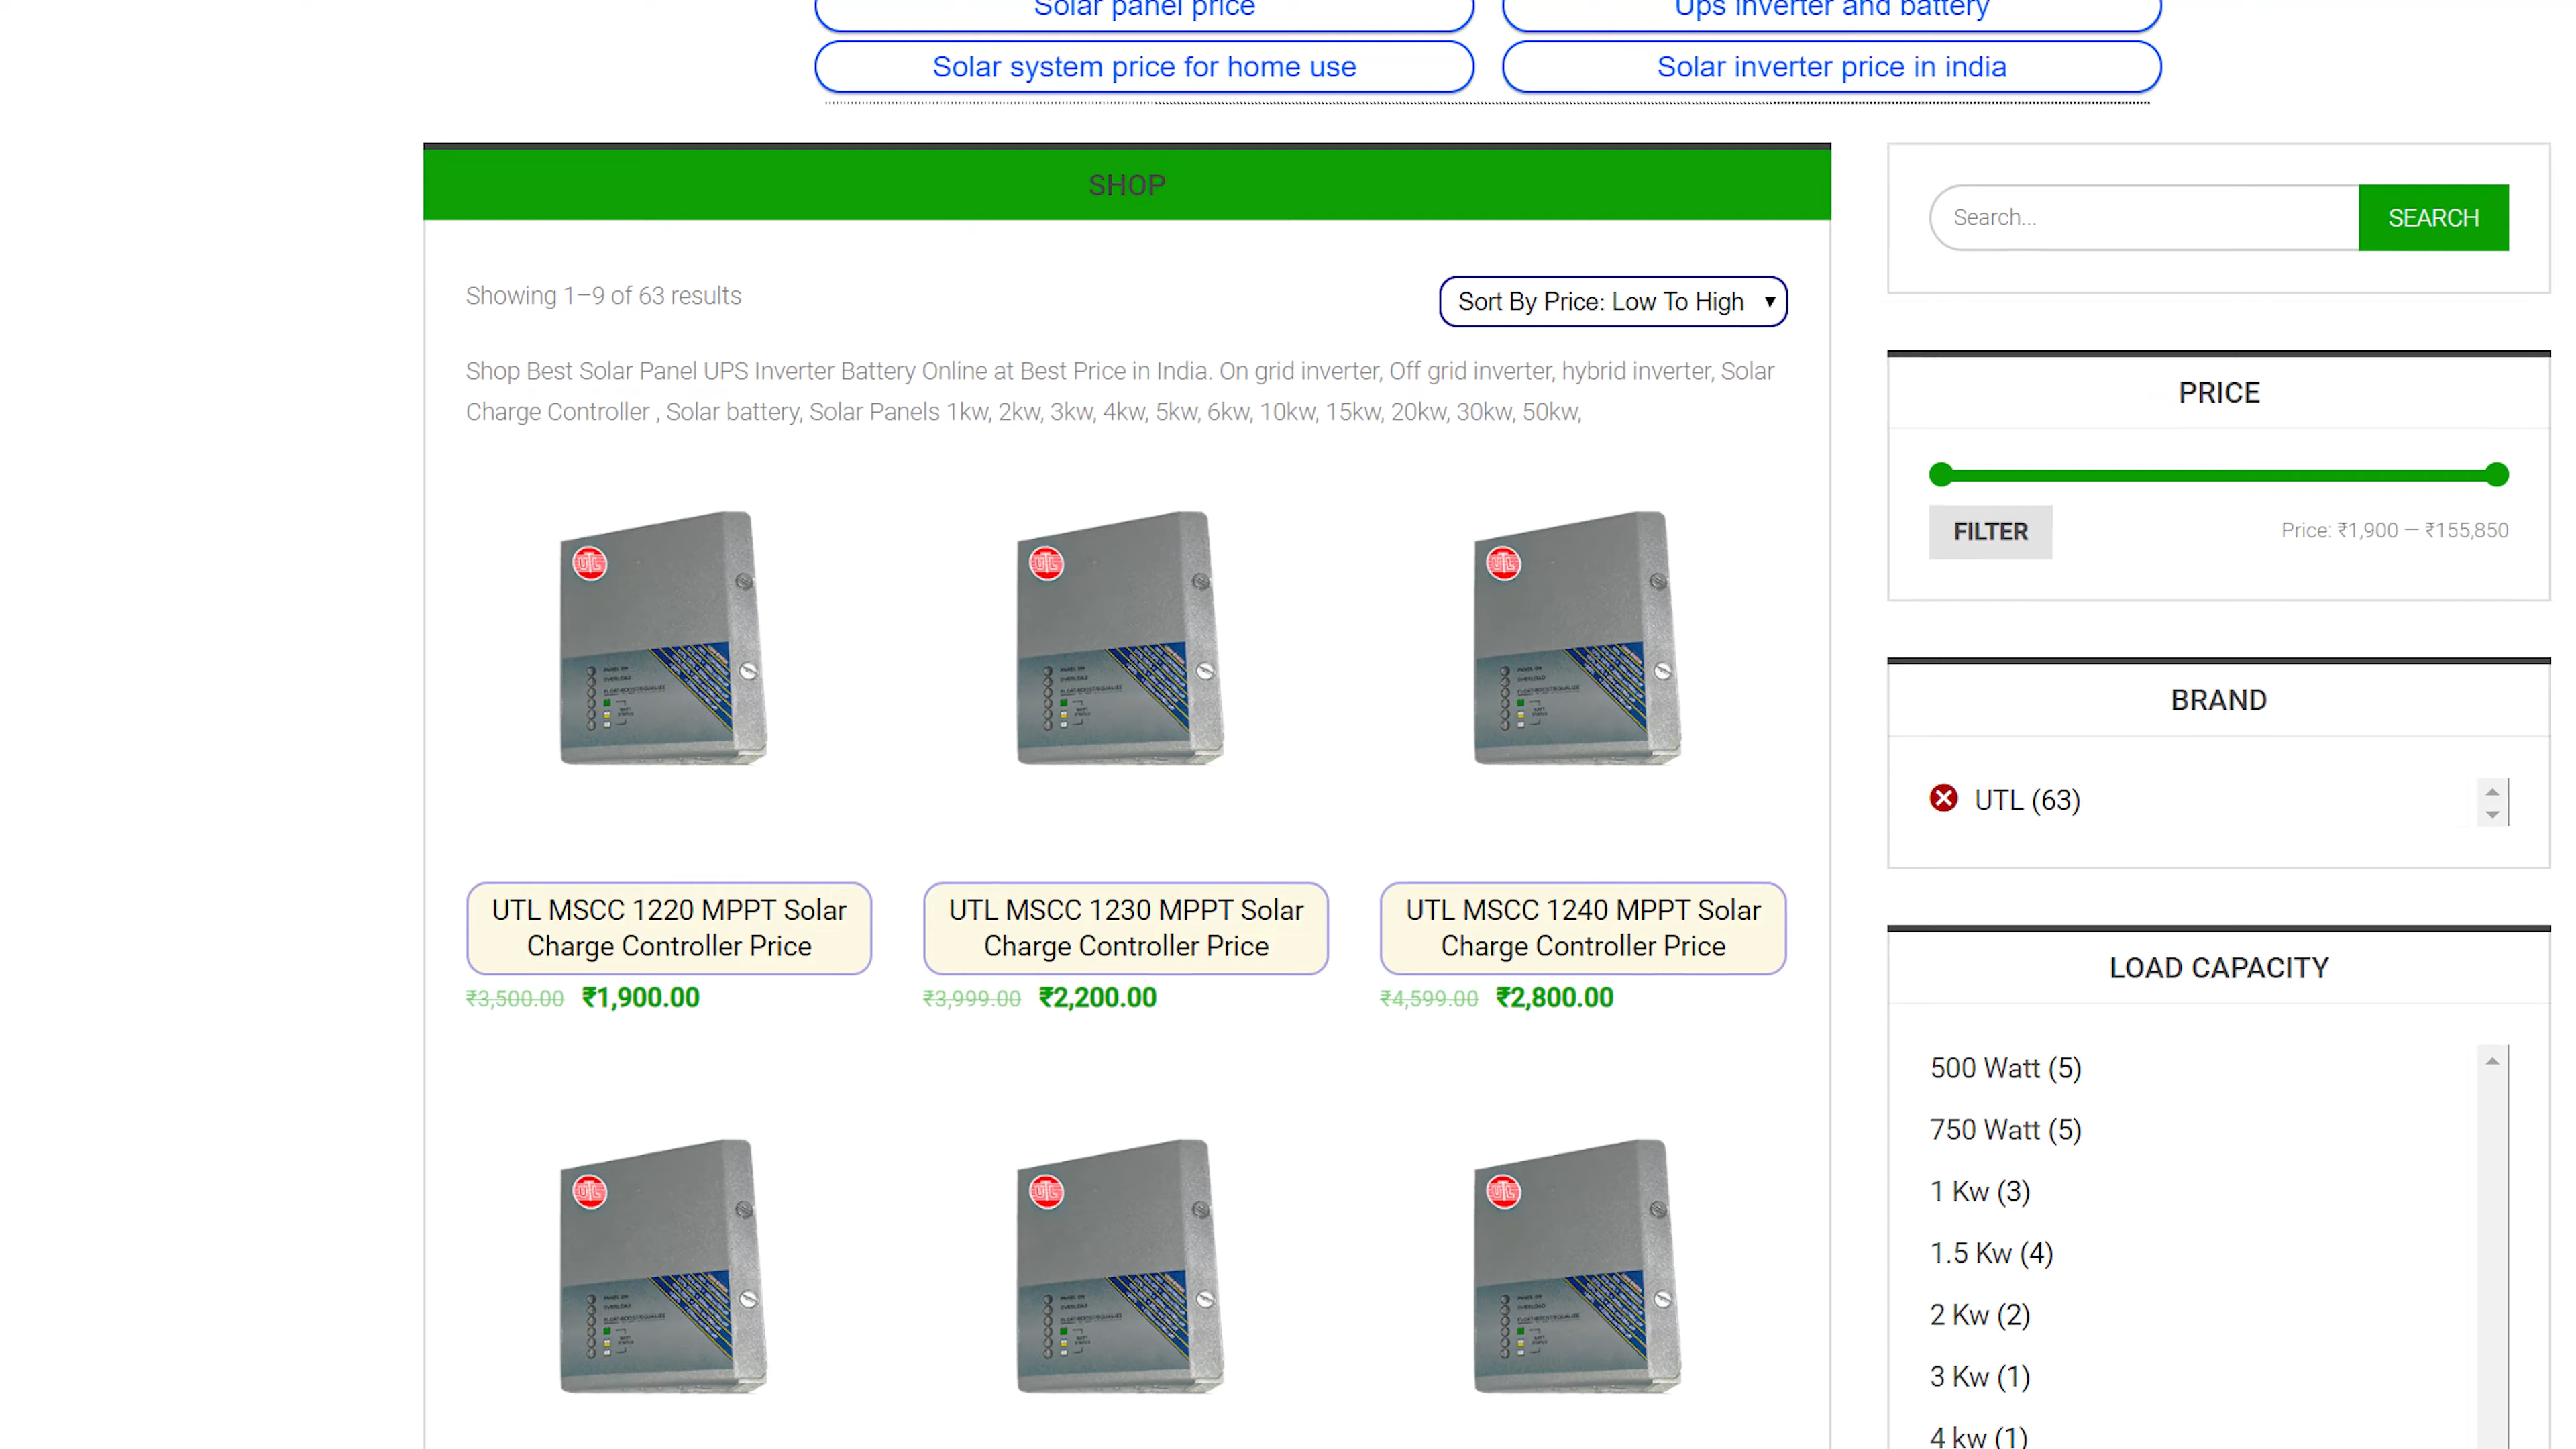 Solar panel price
Ups inverter and battery
Solar system price for home use
Solar inverter price in india
SHOP
Showing 1–9 of 63 results
Sort By Price: Low To High
Shop Best Solar Panel UPS Inverter Battery Online at Best Price in India. On grid inverter, Off grid inverter, hybrid inverter, Solar
Charge Controller , Solar battery, Solar Panels 1kw, 2kw, 3kw, 4kw, 5kw, 6kw, 10kw, 15kw, 20kw, 30kw, 50kw,
UTL
UTL
UTL
UTL MSCC 1220 MPPT Solar
Charge Controller Price
₹3,500.00 ₹1,900.00
UTL MSCC 1230 MPPT Solar
Charge Controller Price
₹3,999.00 ₹2,200.00
UTL MSCC 1240 MPPT Solar
Charge Controller Price
₹4,599.00 ₹2,800.00
UTL
UTL
UTL
Search...
SEARCH
PRICE
FILTER
Price: ₹1,900 — ₹155,850
BRAND
UTL (63)
LOAD CAPACITY
500 Watt (5)
750 Watt (5)
1 Kw (3)
1.5 Kw (4)
2 Kw (2)
3 Kw (1)
4 kw (1)